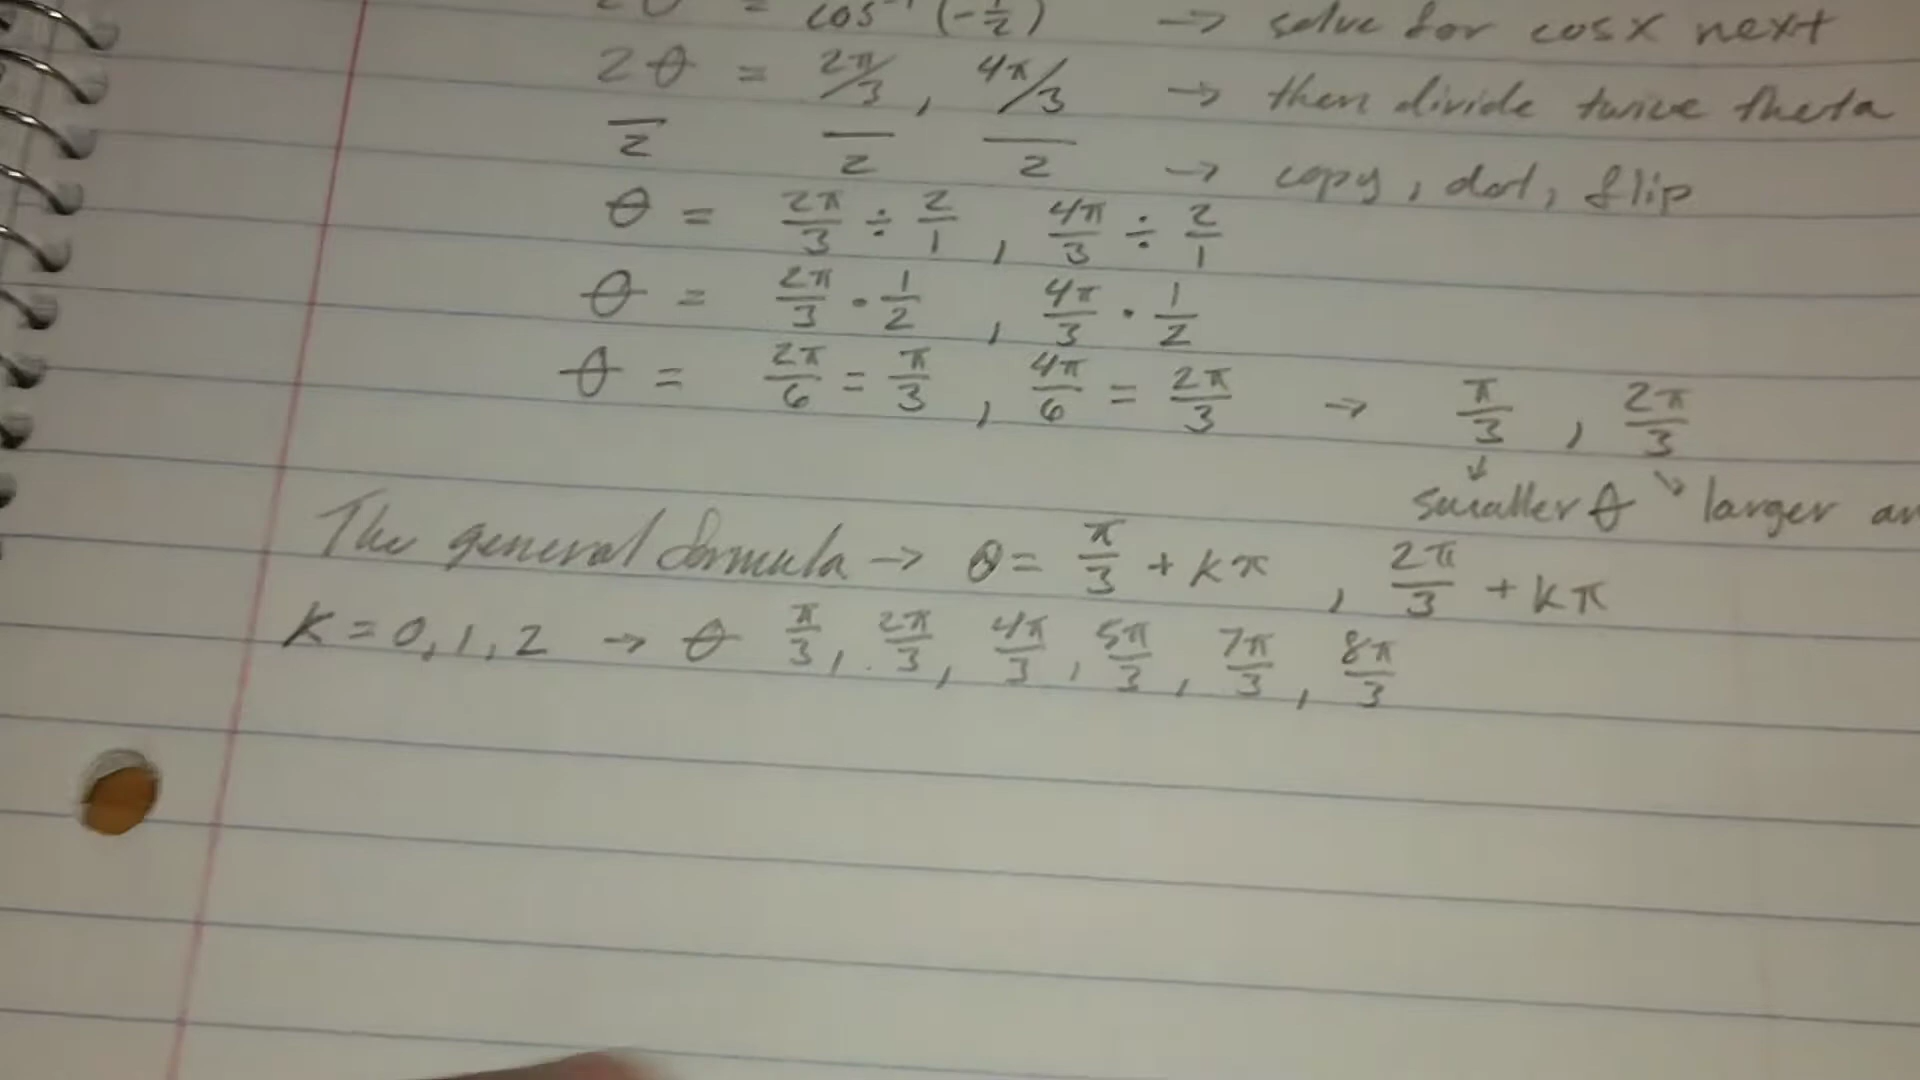 2θ = cos⁻¹ (-1/2) → solve for cosx next
2θ = 2π/3 , 4π/3 → then divide twice theta
2 2 2 → copy, dot, flip
θ = 2π/3 ÷ 2/1 , 4π/3 ÷ 2/1
θ = 2π/3 · 1/2 , 4π/3 · 1/2
θ = 2π/6 = π/3 , 4π/6 = 2π/3 → π/3 , 2π/3
↓ ↘
smaller θ larger an
The general formula → θ = π/3 + kπ , 2π/3 + kπ
K = 0, 1, 2 → θ π/3 , 2π/3 , 4π/3 , 5π/3 , 7π/3 , 8π/3